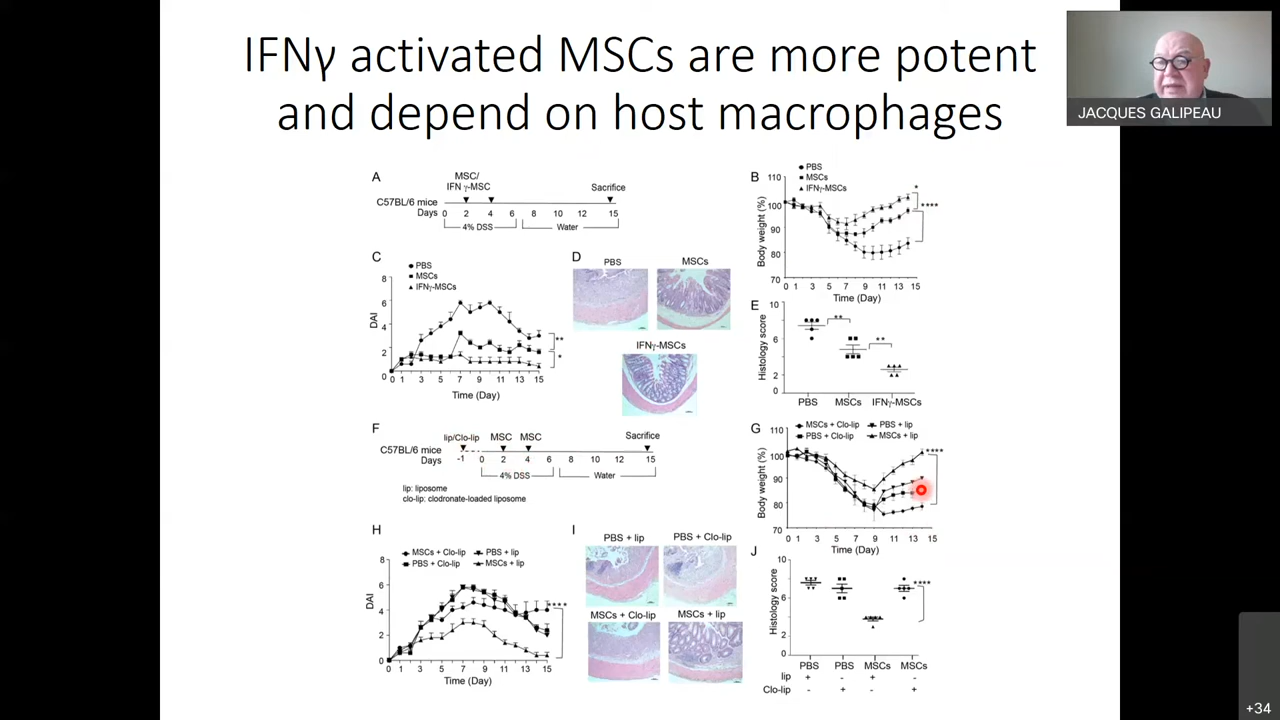 IFNγ activated MSCs are more potent
and depend on host macrophages
JACQUES GALIPEAU
A
MSC/
IFN γ-MSC
Sacrifice
C57BL/6 mice
Days 0 2 4 6 8 10 12 15
4% DSS Water
B
PBS
MSCs
IFNγ-MSCs
*
****
Body weight (%)
110
100
90
80
70
0 1 3 5 7 9 11 13 15
Time (Day)
C
PBS
MSCs
IFNγ-MSCs
DAI
8
6
4
2
0
**
*
0 1 3 5 7 9 11 13 15
Time (Day)
D
PBS MSCs
IFNγ-MSCs
E
Histology score
10
6
2
0
** **
PBS MSCs IFNγ-MSCs
F
lip/Clo-lip MSC MSC Sacrifice
C57BL/6 mice
Days -1 0 2 4 6 8 10 12 15
4% DSS Water
lip: liposome
clo-lip: clodronate-loaded liposome
G
MSCs + Clo-lip PBS + lip
PBS + Clo-lip MSCs + lip
****
Body weight (%)
110
100
90
80
70
0 1 3 5 7 9 11 13 15
Time (Day)
H
MSCs + Clo-lip PBS + lip
PBS + Clo-lip MSCs + lip
DAI
8
6
4
2
0
****
0 1 3 5 7 9 11 13 15
Time (Day)
I
PBS + lip PBS + Clo-lip
MSCs + Clo-lip MSCs + lip
J
Histology score
10
6
2
0
****
PBS PBS MSCs MSCs
lip + - + -
Clo-lip - + - +
+34